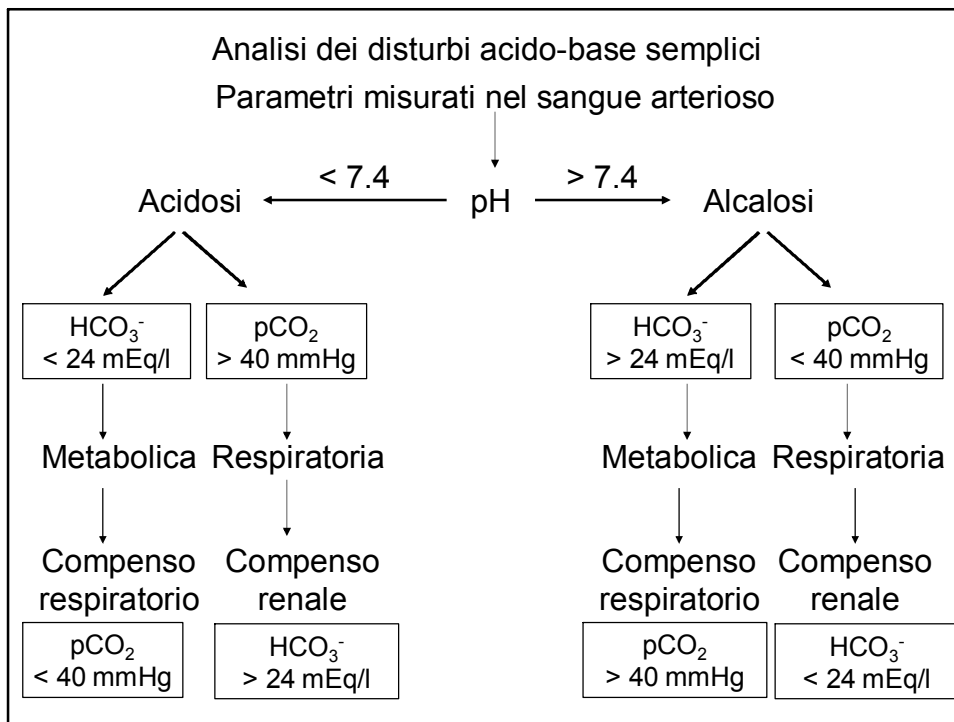 Analisi dei disturbi acido-base semplici
Parametri misurati nel sangue arterioso
< 7.4
> 7.4
Acidosi
pH
Alcalosi
HCO₃⁻
< 24 mEq/l
pCO₂
> 40 mmHg
HCO₃⁻
> 24 mEq/l
pCO₂
< 40 mmHg
Metabolica
Respiratoria
Metabolica
Respiratoria
Compenso
respiratorio
Compenso
renale
Compenso
respiratorio
Compenso
renale
pCO₂
< 40 mmHg
HCO₃⁻
> 24 mEq/l
pCO₂
> 40 mmHg
HCO₃⁻
< 24 mEq/l